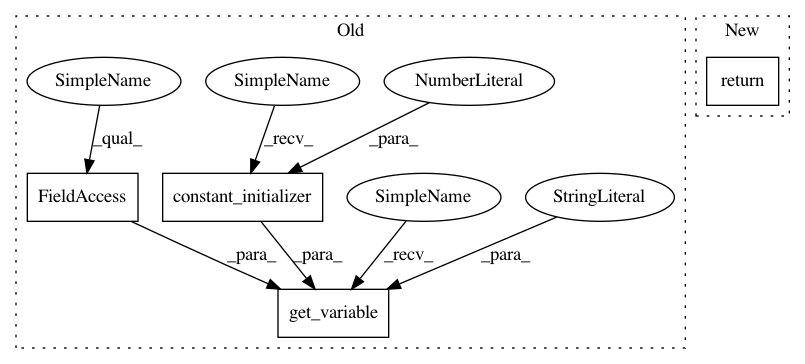 Old
New
SimpleName
SimpleName
NumberLiteral
return
_qual_
_recv_
_para_
FieldAccess
constant_initializer
SimpleName
StringLiteral
_para_
_para_
_recv_
_para_
get_variable